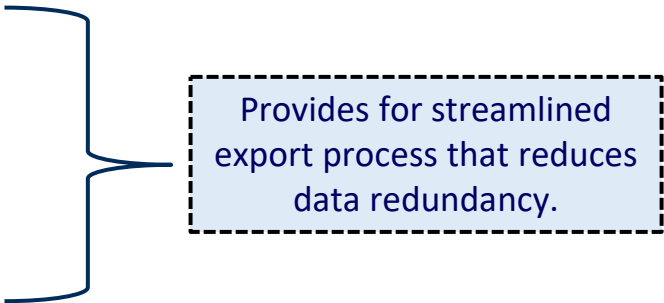 Provides for streamlined
export process that reduces
data redundancy.